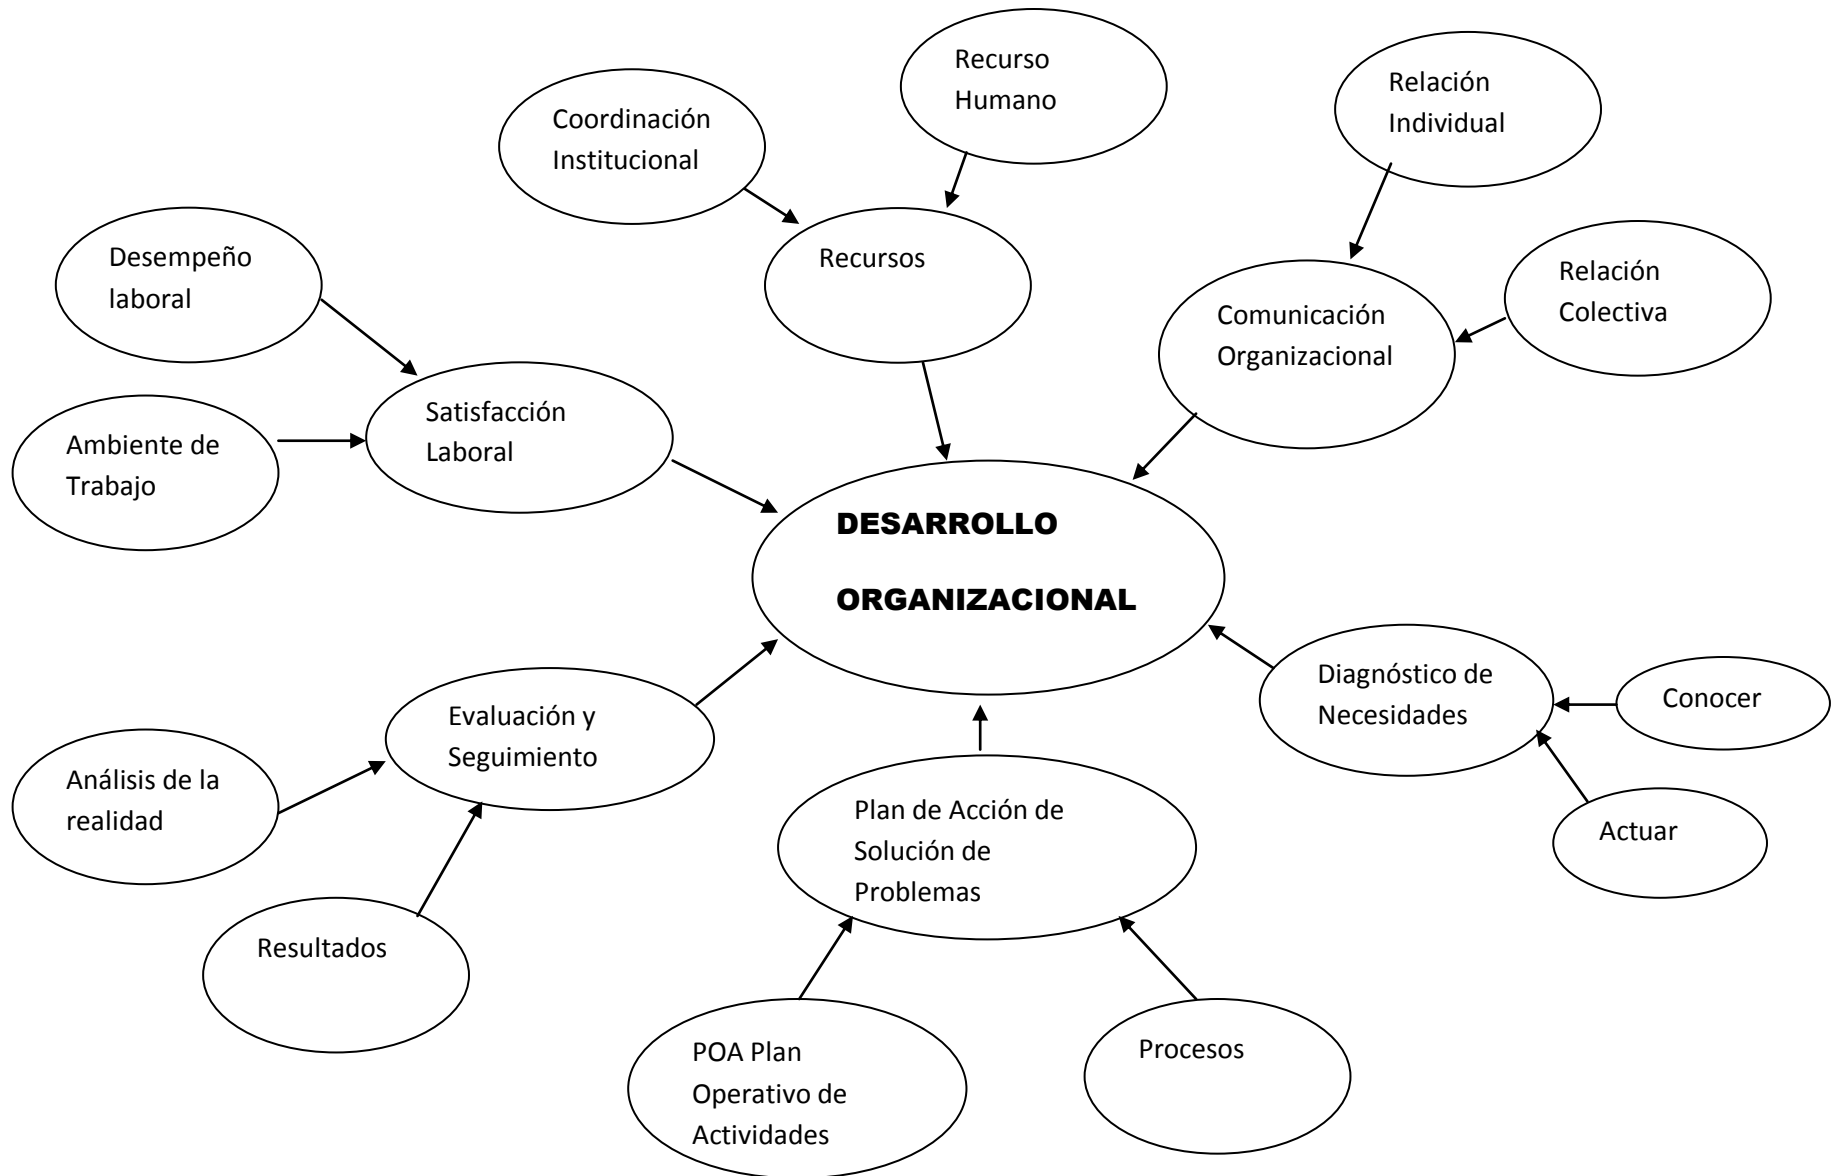 Recurso
Humano
Relación
Individual
Coordinación
Institucional
Desempeño
laboral
Recursos
Relación
Colectiva
Comunicación
Organizacional
Satisfacción
Laboral
Ambiente de
Trabajo
DESARROLLO
ORGANIZACIONAL
Diagnóstico de
Necesidades
Conocer
Evaluación y
Seguimiento
Análisis de la
realidad
Plan de Acción de
Solución de
Problemas
Actuar
Resultados
POA Plan
Operativo de
Actividades
Procesos